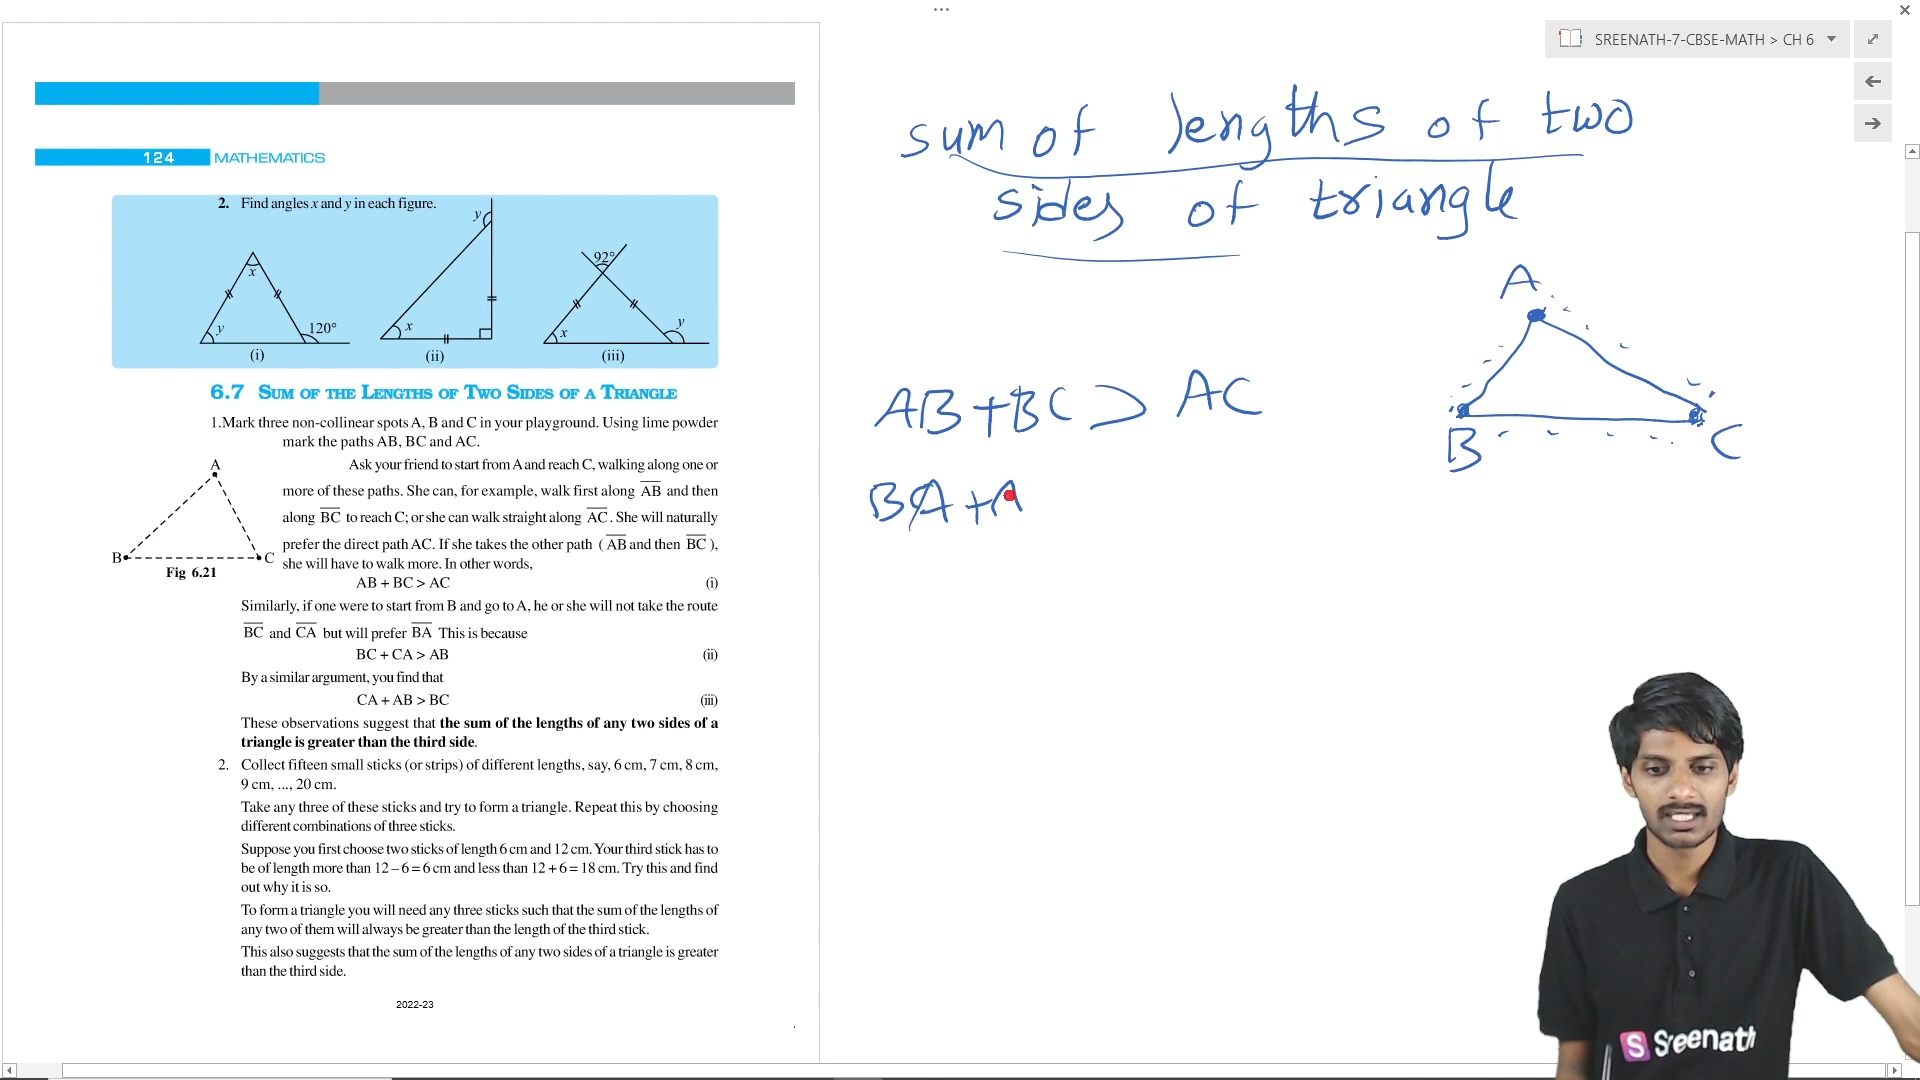 SREENATH-7-CBSE-MATH > CH 6
124 MATHEMATICS
2. Find angles x and y in each figure.
x
y
120°
(i)
y
x
(ii)
92°
x
y
(iii)
6.7 SUM OF THE LENGTHS OF TWO SIDES OF A TRIANGLE
1.Mark three non-collinear spots A, B and C in your playground. Using lime powder
mark the paths AB, BC and AC.
Ask your friend to start from A and reach C, walking along one or
more of these paths. She can, for example, walk first along AB and then
along BC to reach C; or she can walk straight along AC. She will naturally
prefer the direct path AC. If she takes the other path (AB and then BC),
she will have to walk more. In other words,
A
B
C
Fig 6.21
AB + BC > AC (i)
Similarly, if one were to start from B and go to A, he or she will not take the route
BC and CA but will prefer BA This is because
BC + CA > AB (ii)
By a similar argument, you find that
CA + AB > BC (iii)
These observations suggest that the sum of the lengths of any two sides of a
triangle is greater than the third side.
2. Collect fifteen small sticks (or strips) of different lengths, say, 6 cm, 7 cm, 8 cm,
9 cm, ..., 20 cm.
Take any three of these sticks and try to form a triangle. Repeat this by choosing
different combinations of three sticks.
Suppose you first choose two sticks of length 6 cm and 12 cm. Your third stick has to
be of length more than 12 – 6 = 6 cm and less than 12 + 6 = 18 cm. Try this and find
out why it is so.
To form a triangle you will need any three sticks such that the sum of the lengths of
any two of them will always be greater than the length of the third stick.
This also suggests that the sum of the lengths of any two sides of a triangle is greater
than the third side.
2022-23
sum of lengths of two
sides of triangle
A
B
C
AB+BC > AC
BA+A
S Sreenath